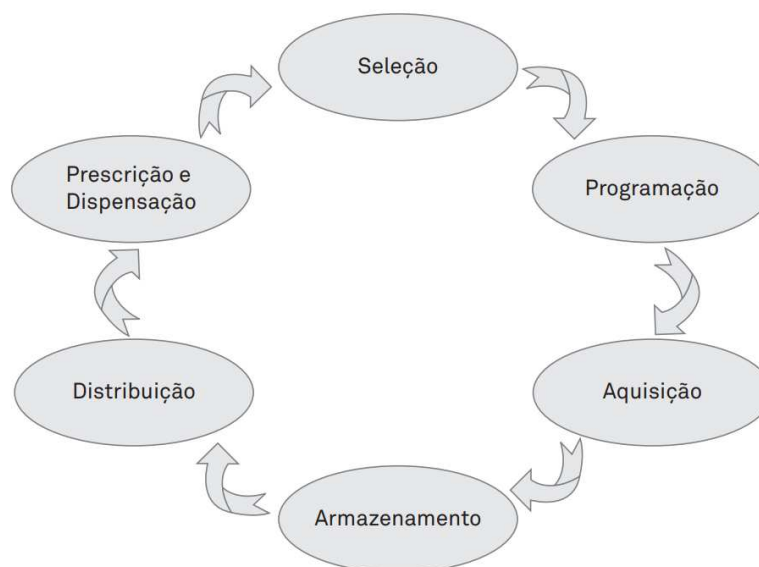 Seleção
Programação
Aquisição
Armazenamento
Distribuição
Prescrição e
Dispensação